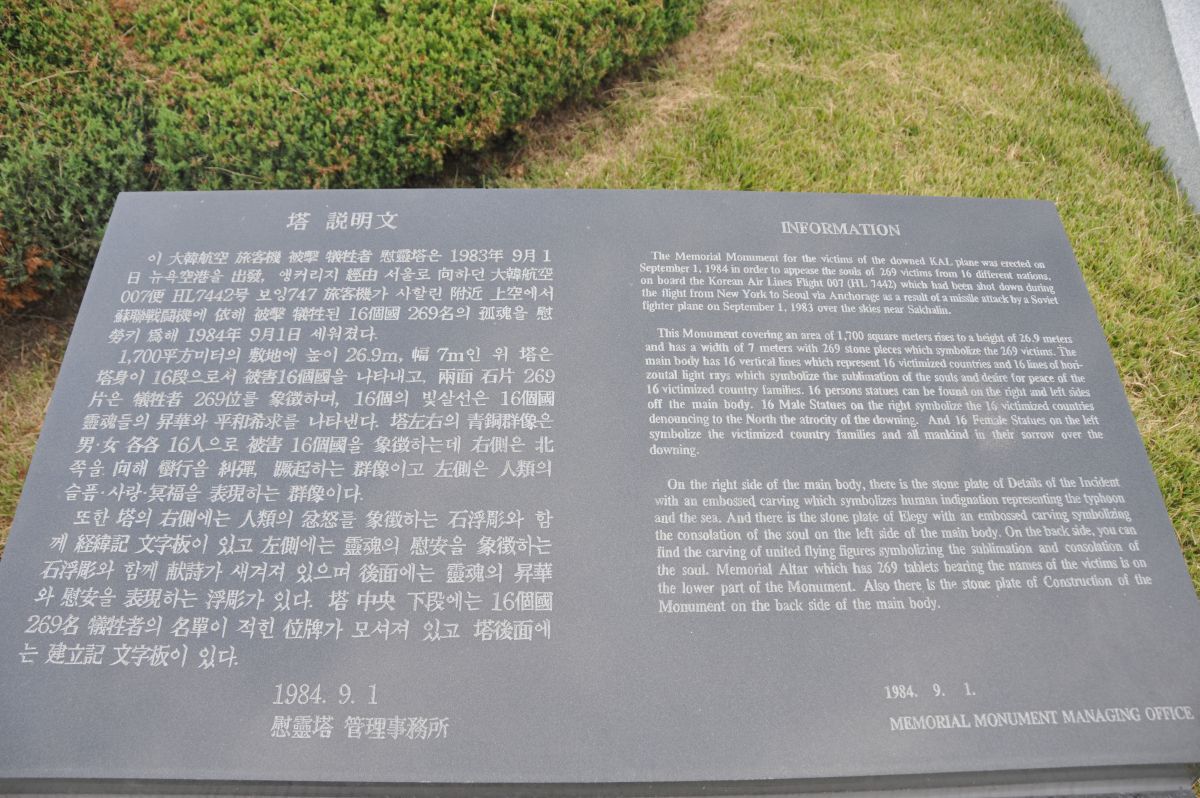 塔 説明文
이 大韓航空 旅客機 被擊 犧牲者 慰靈塔은 1983年 9月 1
日 뉴욕空港을 出發, 앵커리지 經由 서울로 向하던 大韓航空
007便 HL7442号 보잉747 旅客機가 사할린 附近 上空에서
蘇聯戰鬪機에 依해 被擊 犧牲된 16個國 269名의 孤魂을 慰
勞키 爲해 1984年 9月1日 세워졌다.
1,700平方미터의 敷地에 높이 26.9m, 幅 7m인 위 塔은
塔身이 16段으로서 被害16個國을 나타내고, 兩面 石片 269
片은 犧牲者 269位를 象徵하며, 16個의 빛살선은 16個國
靈魂들의 昇華와 平和希求를 나타낸다. 塔左右의 青銅群像은
男·女 各各 16人으로 被害 16個國을 象徵하는데 右側은 北
쪽을 向해 蠻行을 糾彈, 蹶起하는 群像이고 左側은 人類의
슬픔·사랑·冥福을 表現하는 群像이다.
또한 塔의 右側에는 人類의 忿怒를 象徵하는 石浮彫와 함
께 経緯記 文字板이 있고 左側에는 靈魂의 慰安을 象徵하는
石浮彫와 함께 献詩가 새겨져 있으며 後面에는 靈魂의 昇華
와 慰安을 表現하는 浮彫가 있다. 塔 中央 下段에는 16個國
269名 犧牲者의 名單이 적힌 位牌가 모셔져 있고 塔後面에
는 建立記 文字板이 있다.
1984. 9. 1
慰靈塔 管理事務所
INFORMATION
The Memorial Monument for the victims of the downed KAL plane was erected on
September 1, 1984 in order to appease the souls of 269 victims from 16 different nations,
on board the Korean Air Lines Flight 007 (HL 7442) which had been shot down during
the flight from New York to Seoul via Anchorage as a result of a missile attack by a Soviet
fighter plane on September 1, 1983 over the skies near Sakhalin.
This Monument covering an area of 1,700 square meters rises to a height of 26.9 meters
and has a width of 7 meters with 269 stone pieces which symbolize the 269 victims. The
main body has 16 vertical lines which represent 16 victimized countries and 16 lines of hori-
zontal light rays which symbolize the sublimation of the souls and desire for peace of the
16 victimized country families. 16 persons statues can be found on the right and left sides
off the main body. 16 Male Statues on the right symbolize the 16 victimized countries
denouncing to the North the atrocity of the downing. And 16 Female Statues on the left
symbolize the victimized country families and all mankind in their sorrow over the
downing.
On the right side of the main body, there is the stone plate of Details of the Incident
with an embossed carving which symbolizes human indignation representing the typhoon
and the sea. And there is the stone plate of Elegy with an embossed carving symbolizing
the consolation of the soul on the left side of the main body. On the back side, you can
find the carving of united flying figures symbolizing the sublimation and consolation of
the soul. Memorial Altar which has 269 tablets bearing the names of the victims is on
the lower part of the Monument. Also there is the stone plate of Construction of the
Monument on the back side of the main body.
1984. 9. 1.
MEMORIAL MONUMENT MANAGING OFFICE